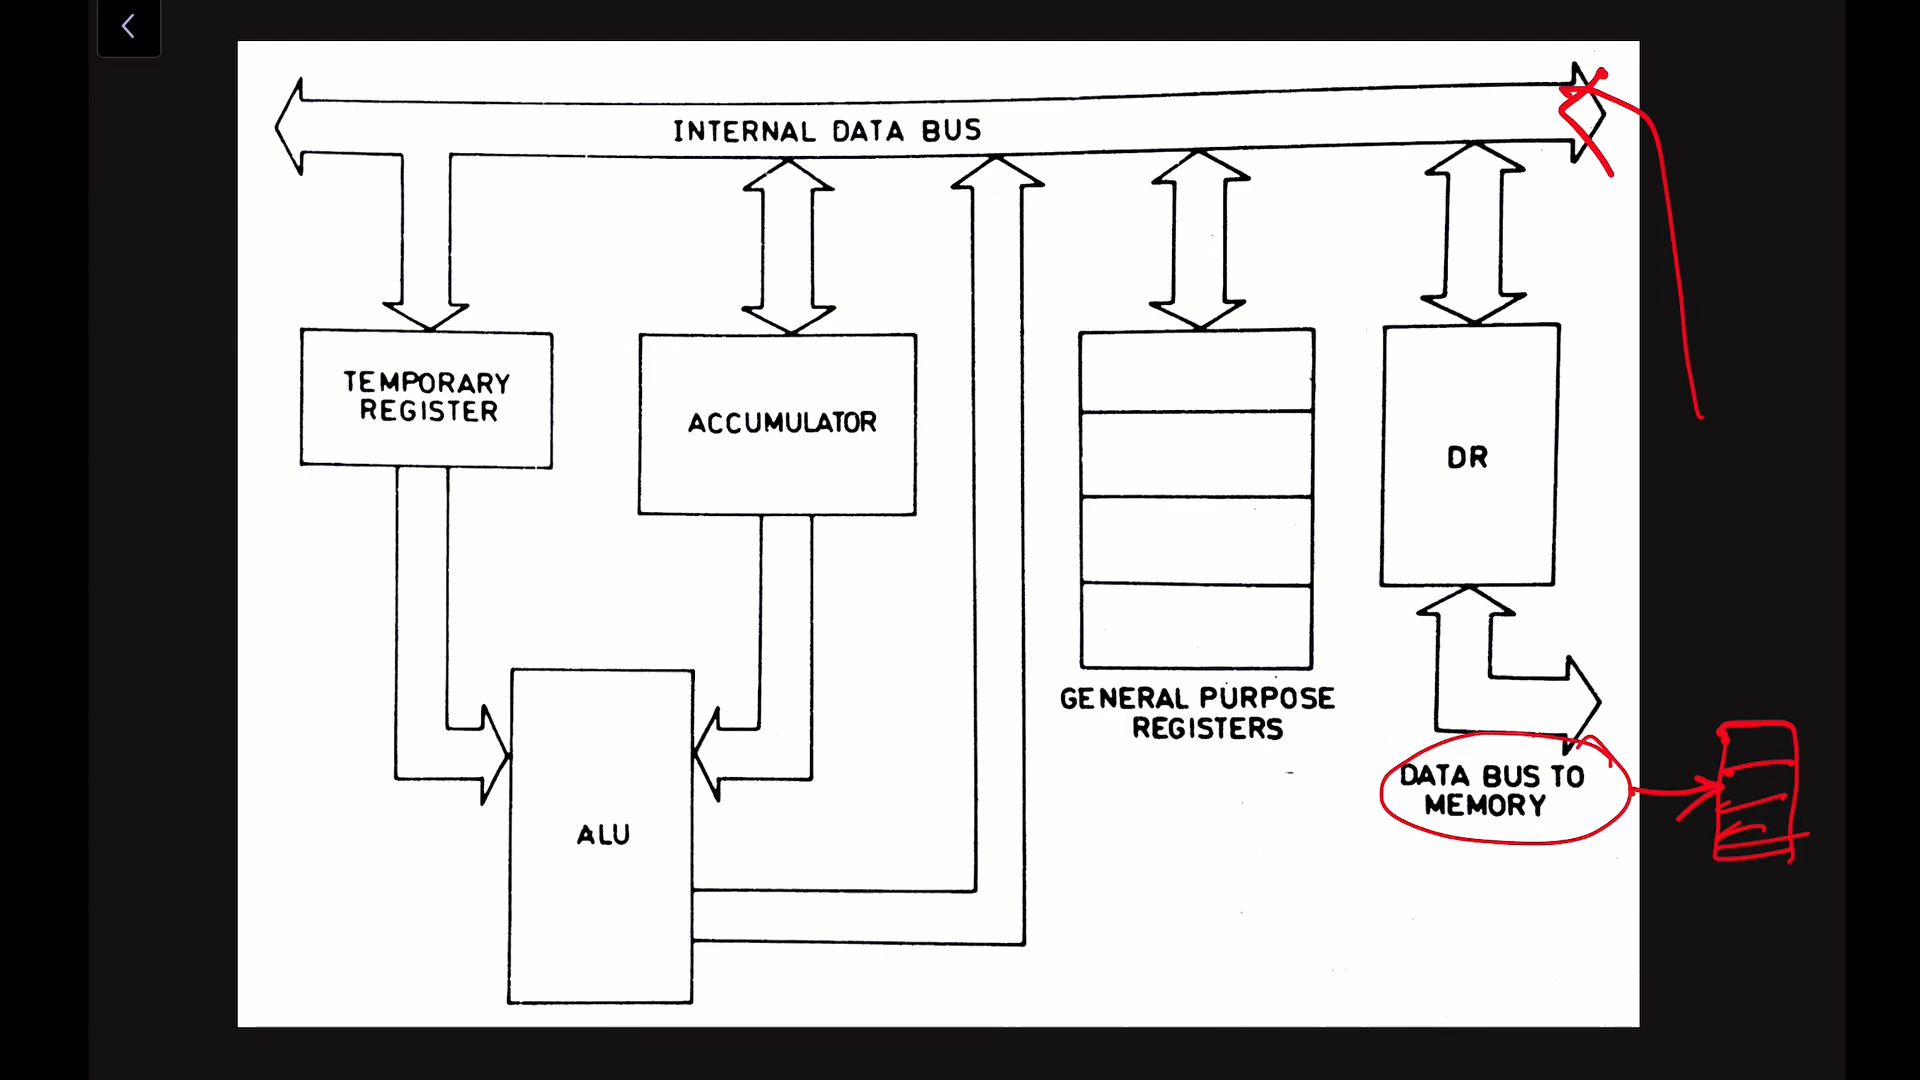 INTERNAL DATA BUS
TEMPORARY
REGISTER
ACCUMULATOR
DR
GENERAL PURPOSE
REGISTERS
DATA BUS TO
MEMORY
ALU